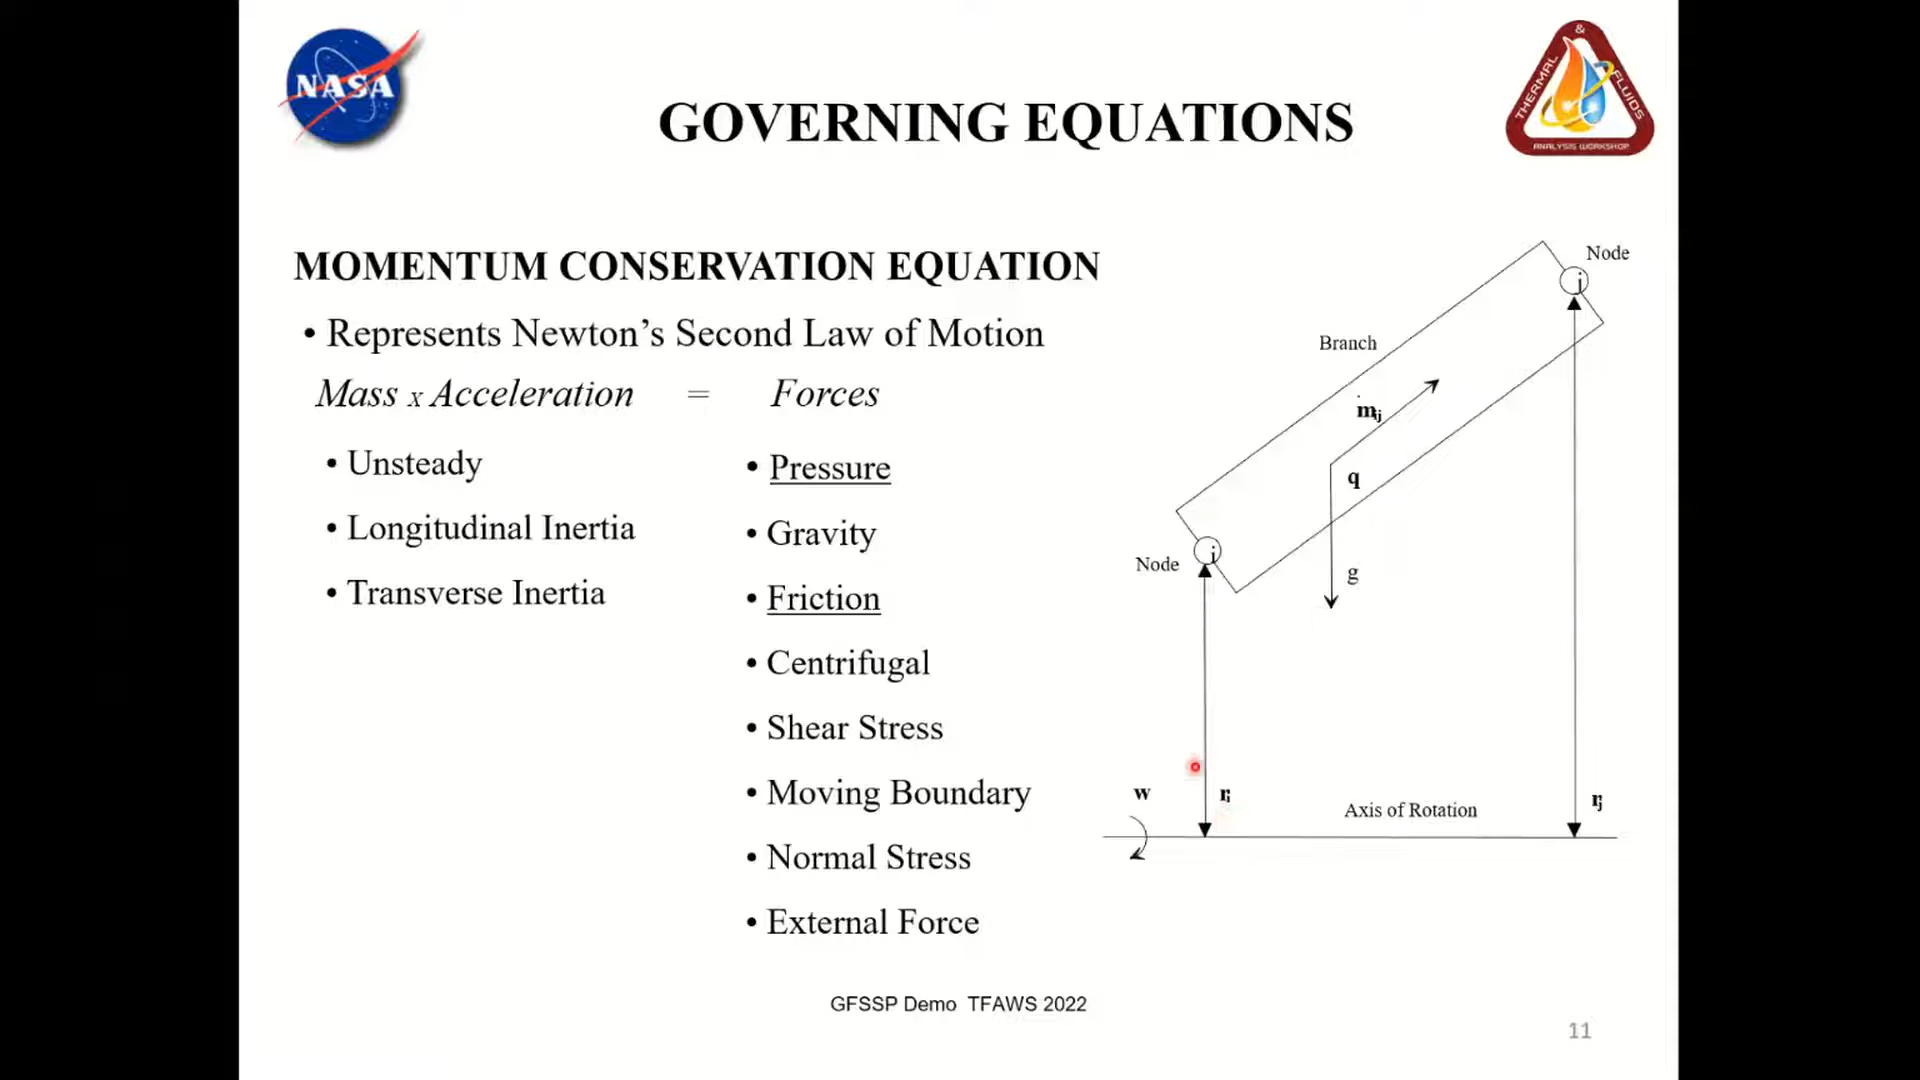 NASA
THERMAL & FLUIDS
ANALYSIS WORKSHOP
GOVERNING EQUATIONS
MOMENTUM CONSERVATION EQUATION
• Represents Newton’s Second Law of Motion
Mass x Acceleration = Forces
• Unsteady
• Longitudinal Inertia
• Transverse Inertia
• Pressure
• Gravity
• Friction
• Centrifugal
• Shear Stress
• Moving Boundary
• Normal Stress
• External Force
Node
j
Branch
ṁij
q
g
Node
i
w
ri
Axis of Rotation
rj
GFSSP Demo TFAWS 2022
11